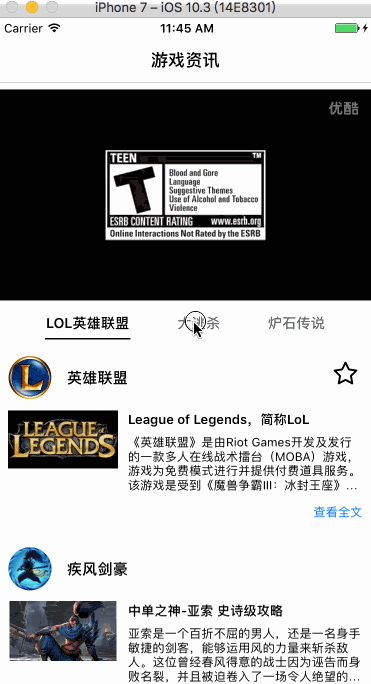 iPhone 7 – iOS 10.3 (14E8301)
Carrier
11:45 AM
游戏资讯
优酷
TEEN
TM
T
Blood and Gore
Language
Suggestive Themes
Use of Alcohol and Tobacco
Violence
ESRB CONTENT RATING www.esrb.org
Online Interactions Not Rated by the ESRB
LOL英雄联盟 大逃杀 炉石传说
L
英雄联盟
LEAGUE of LEGENDS
League of Legends，简称LoL
《英雄联盟》是由Riot Games开发及发行
的一款多人在线战术擂台（MOBA）游戏，
游戏为免费模式进行并提供付费道具服务。
该游戏是受到《魔兽争霸III：冰封王座》...
查看全文
疾风剑豪
中单之神-亚索 史诗级攻略
亚索是一个百折不屈的男人，还是一名身手
敏捷的剑客，能够运用风的力量来斩杀敌
人。这位曾经春风得意的战士因为诬告而身
败名裂，并且被迫卷入了一场令人绝望的...